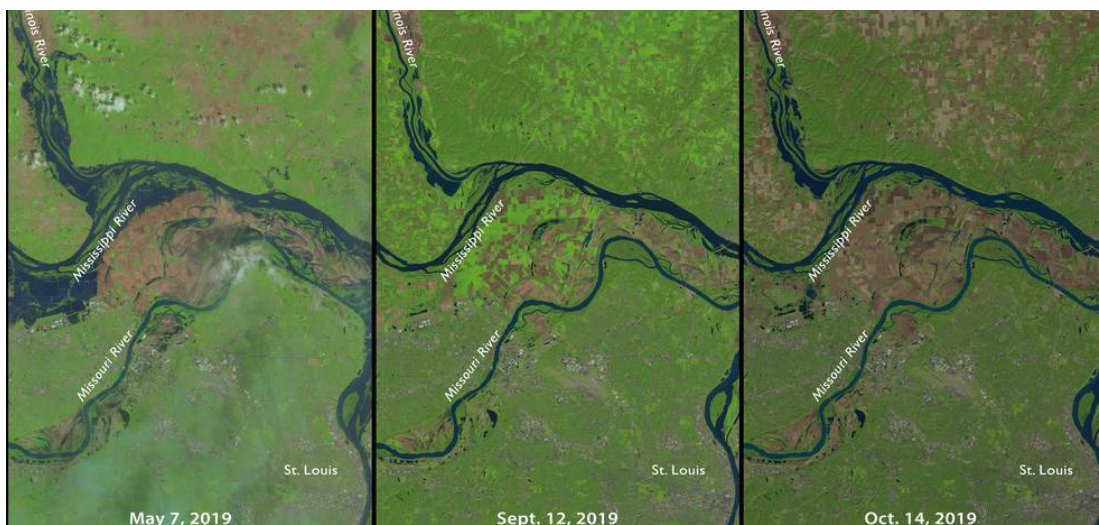 nois River
Mississippi River
Missouri River
St. Louis
May 7, 2019
nois River
Mississippi River
Missouri River
St. Louis
Sept. 12, 2019
nois River
Mississippi River
Missouri River
St. Louis
Oct. 14, 2019